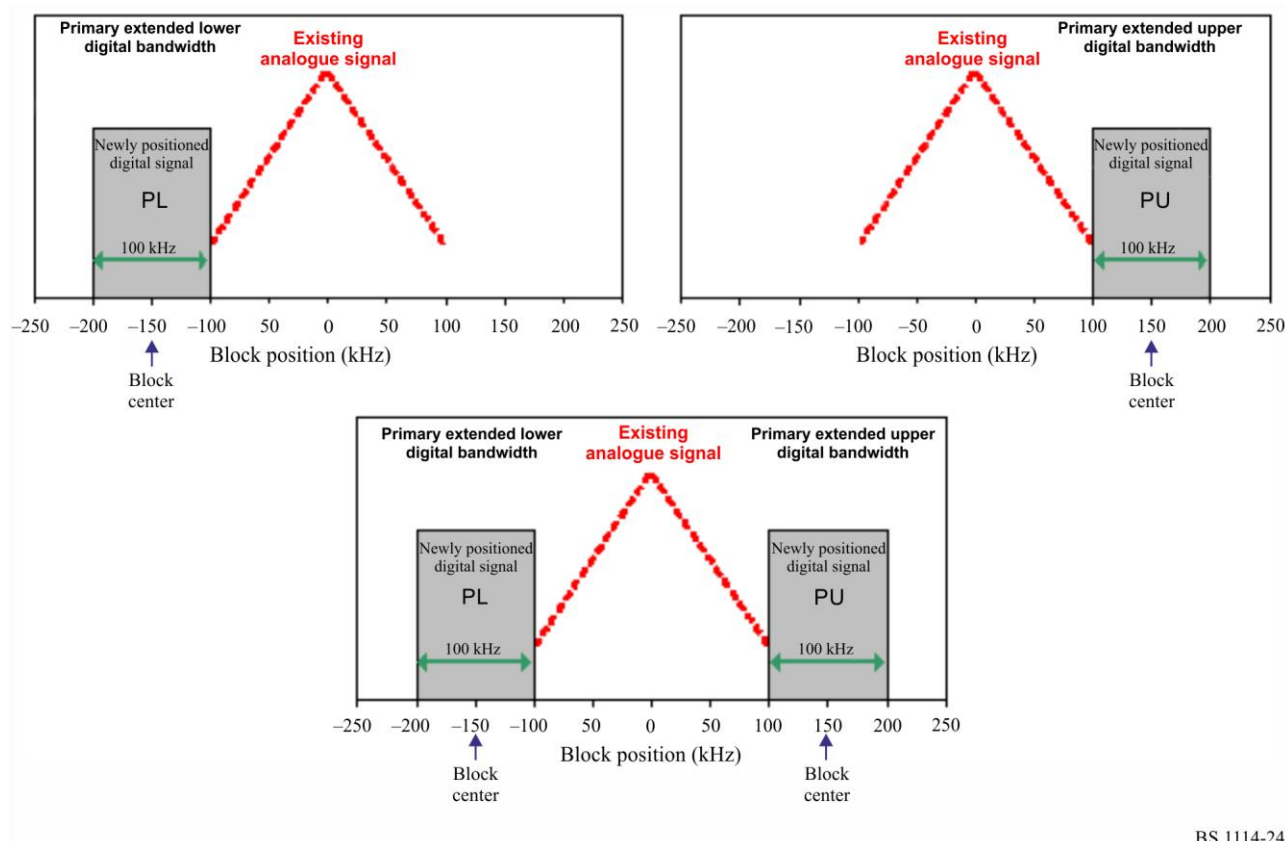 Primary extended lower
digital bandwidth
Existing
analogue signal
Newly positioned
digital signal
PL
100 kHz
–250 –200 –150 –100 50 0 50 100 150 200 250
Block position (kHz)
Block
center
Existing
analogue signal
Primary extended upper
digital bandwidth
Newly positioned
digital signal
PU
100 kHz
–250 –200 –150 –100 –50 0 50 100 150 200 250
Block position (kHz)
Block
center
Primary extended lower
digital bandwidth
Existing
analogue signal
Primary extended upper
digital bandwidth
Newly positioned
digital signal
PL
100 kHz
Newly positioned
digital signal
PU
100 kHz
–250 –200 –150 –100 50 0 50 100 150 200 250
Block position (kHz)
Block
center
Block
center
BS.1114-24